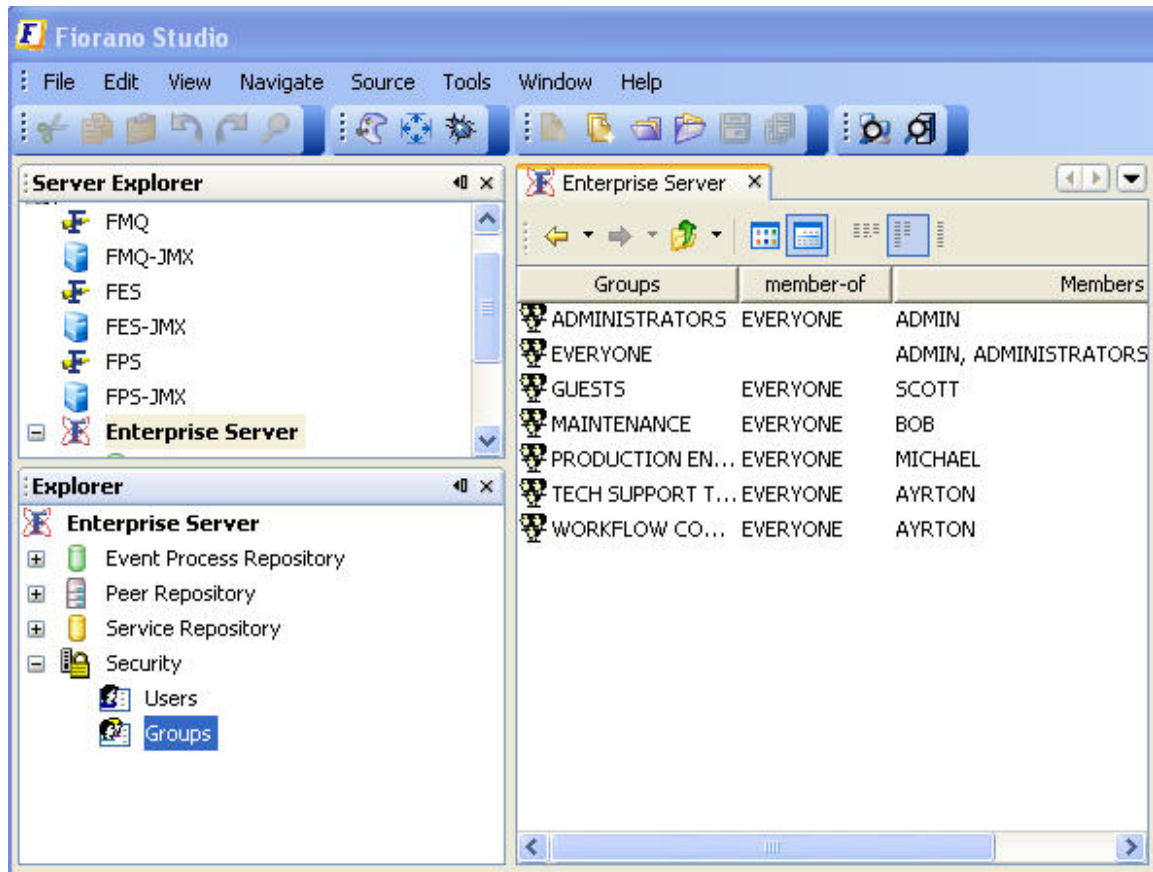 Fiorano Studio
File Edit View Navigate Source Tools Window Help
Server Explorer
FMQ
FMQ-JMX
FES
FES-JMX
FPS
FPS-JMX
Enterprise Server
Explorer
Enterprise Server
Event Process Repository
Peer Repository
Service Repository
Security
Users
Groups
Enterprise Server
Groups member-of Members
ADMINISTRATORS EVERYONE ADMIN
EVERYONE ADMIN, ADMINISTRATORS
GUESTS EVERYONE SCOTT
MAINTENANCE EVERYONE BOB
PRODUCTION EN... EVERYONE MICHAEL
TECH SUPPORT T... EVERYONE AYRTON
WORKFLOW CO... EVERYONE AYRTON